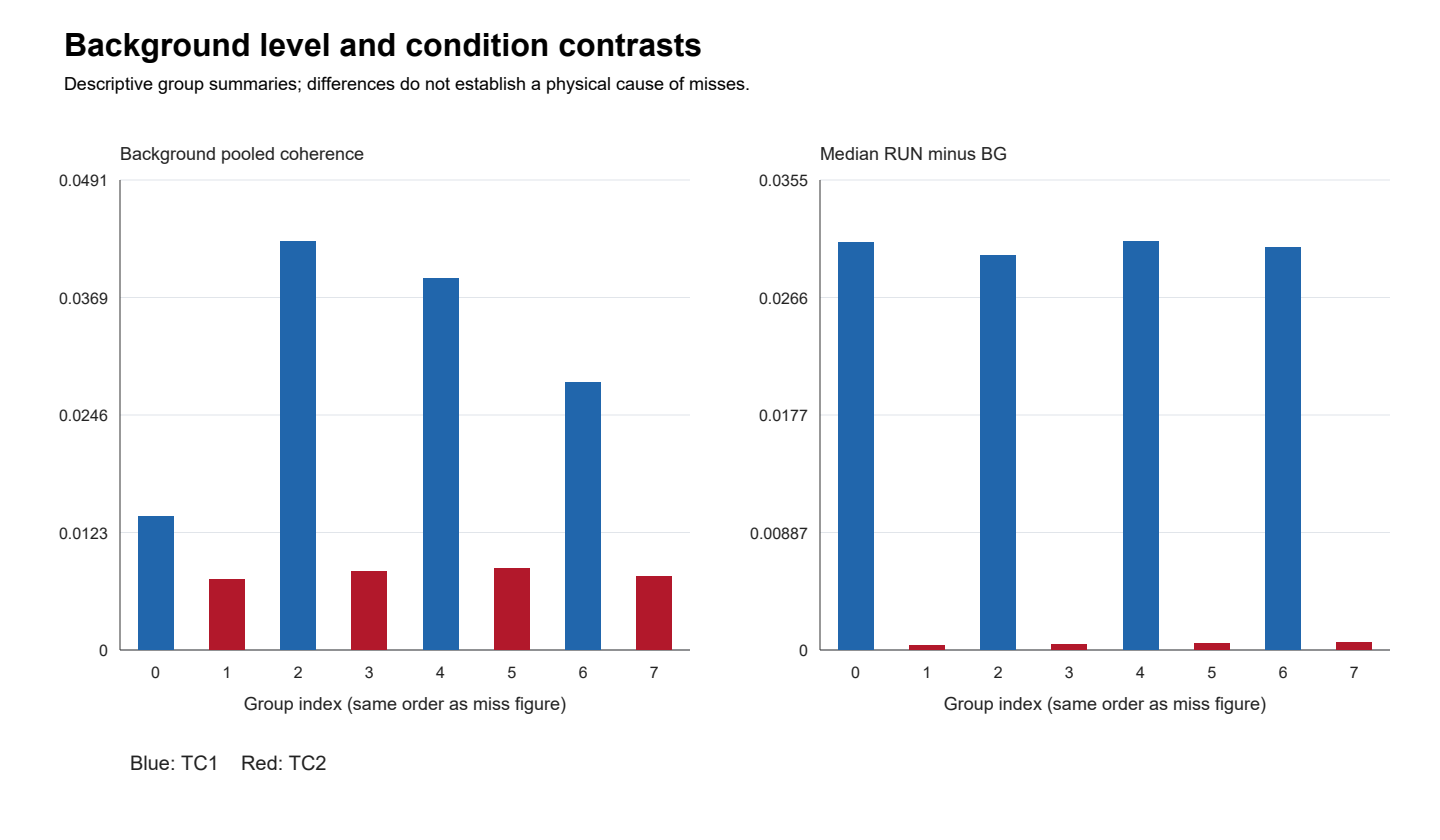 Background level and condition contrasts
Descriptive group summaries; differences do not establish a physical cause of misses.
Background pooled coherence
0.0491
0.0369
0.0246
0.0123
0
0 1 2 3 4 5 6 7
Group index (same order as miss figure)
Median RUN minus BG
0.0355
0.0266
0.0177
0.00887
0
0 1 2 3 4 5 6 7
Group index (same order as miss figure)
Blue: TC1 Red: TC2